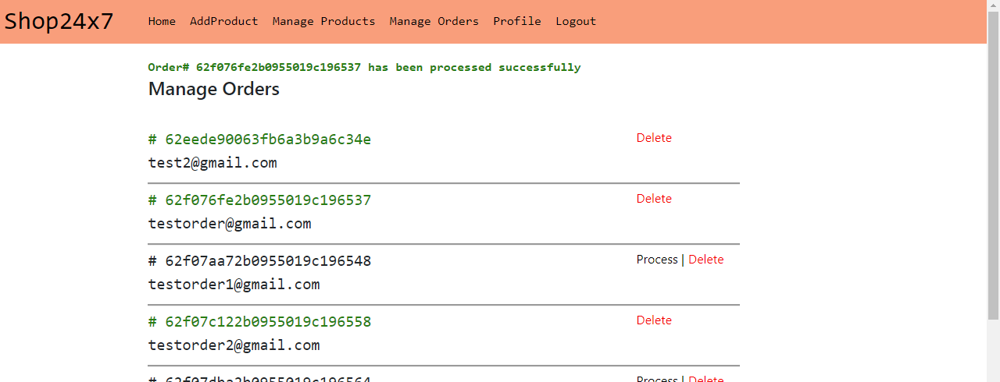 Shop24x7 Home AddProduct Manage Products Manage Orders Profile Logout
Order# 62f076fe2b0955019c196537 has been processed successfully
Manage Orders
# 62eede90063fb6a3b9a6c34e Delete
test2@gmail.com
# 62f076fe2b0955019c196537 Delete
testorder@gmail.com
# 62f07aa72b0955019c196548 Process | Delete
testorder1@gmail.com
# 62f07c122b0955019c196558 Delete
testorder2@gmail.com
# Process | Delete